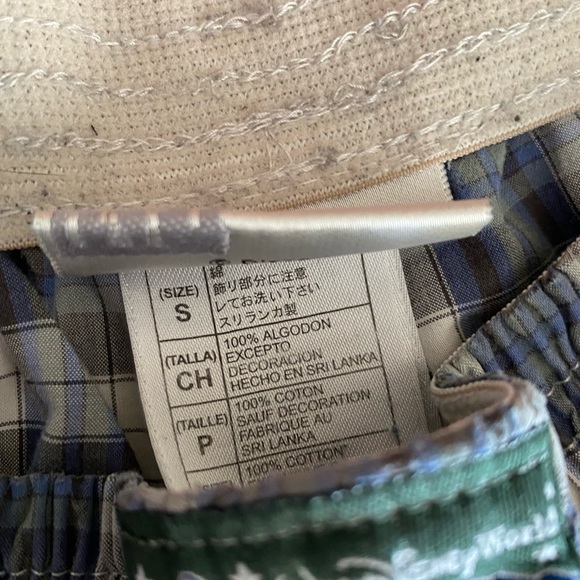 (SIZE)
S
綿
飾り部分に注意
してお洗い下さい
スリランカ製
(TALLA)
CH
100% ALGODON
EXCEPTO
DECORACION
HECHO EN SRI LANKA
(TAILLE)
P
100% COTON
SAUF DECORATION
FABRIQUE AU
SRI LANKA
100% COTTON
World